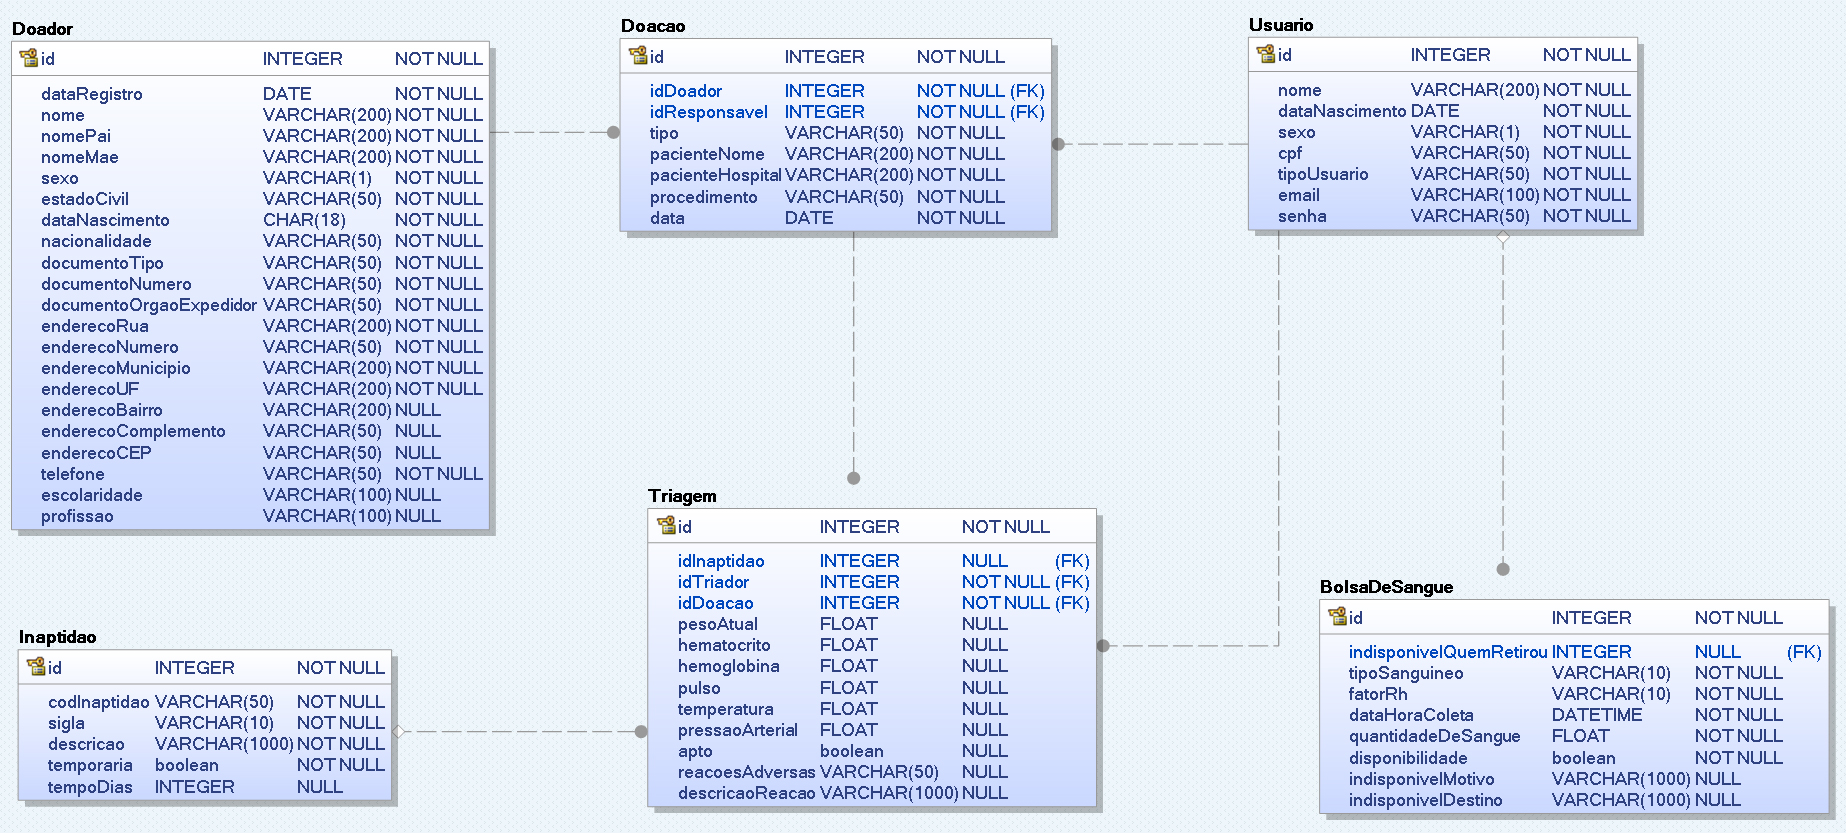 Doador
id INTEGER NOT NULL
dataRegistro DATE NOT NULL
nome VARCHAR(200) NOT NULL
nomePai VARCHAR(200) NOT NULL
nomeMae VARCHAR(200) NOT NULL
sexo VARCHAR(1) NOT NULL
estadoCivil VARCHAR(50) NOT NULL
dataNascimento CHAR(18) NOT NULL
nacionalidade VARCHAR(50) NOT NULL
documentoTipo VARCHAR(50) NOT NULL
documentoNumero VARCHAR(50) NOT NULL
documentoOrgaoExpedidor VARCHAR(50) NOT NULL
enderecoRua VARCHAR(200) NOT NULL
enderecoNumero VARCHAR(50) NOT NULL
enderecoMunicipio VARCHAR(200) NOT NULL
enderecoUF VARCHAR(200) NOT NULL
enderecoBairro VARCHAR(200) NULL
enderecoComplemento VARCHAR(50) NULL
enderecoCEP VARCHAR(50) NULL
telefone VARCHAR(50) NOT NULL
escolaridade VARCHAR(100) NULL
profissao VARCHAR(100) NULL
Doacao
id INTEGER NOT NULL
idDoador INTEGER NOT NULL (FK)
idResponsavel INTEGER NOT NULL (FK)
tipo VARCHAR(50) NOT NULL
pacienteNome VARCHAR(200) NOT NULL
pacienteHospital VARCHAR(200) NOT NULL
procedimento VARCHAR(50) NOT NULL
data DATE NOT NULL
Usuario
id INTEGER NOT NULL
nome VARCHAR(200) NOT NULL
dataNascimento DATE NOT NULL
sexo VARCHAR(1) NOT NULL
cpf VARCHAR(50) NOT NULL
tipoUsuario VARCHAR(50) NOT NULL
email VARCHAR(100) NOT NULL
senha VARCHAR(50) NOT NULL
Inaptidao
id INTEGER NOT NULL
codInaptidao VARCHAR(50) NOT NULL
sigla VARCHAR(10) NOT NULL
descricao VARCHAR(1000) NOT NULL
temporaria boolean NOT NULL
tempoDias INTEGER NULL
Triagem
id INTEGER NOT NULL
idInaptidao INTEGER NULL (FK)
idTriador INTEGER NOT NULL (FK)
idDoacao INTEGER NOT NULL (FK)
pesoAtual FLOAT NULL
hematocrito FLOAT NULL
hemoglobina FLOAT NULL
pulso FLOAT NULL
temperatura FLOAT NULL
pressaoArterial FLOAT NULL
apto boolean NULL
reacoesAdversas VARCHAR(50) NULL
descricaoReacao VARCHAR(1000) NULL
BolsaDeSangue
id INTEGER NOT NULL
indisponivelQuemRetirou INTEGER NULL (FK)
tipoSanguineo VARCHAR(10) NOT NULL
fatorRh VARCHAR(10) NOT NULL
dataHoraColeta DATETIME NOT NULL
quantidadeDeSangue FLOAT NOT NULL
disponibilidade boolean NOT NULL
indisponivelMotivo VARCHAR(1000) NULL
indisponivelDestino VARCHAR(1000) NULL